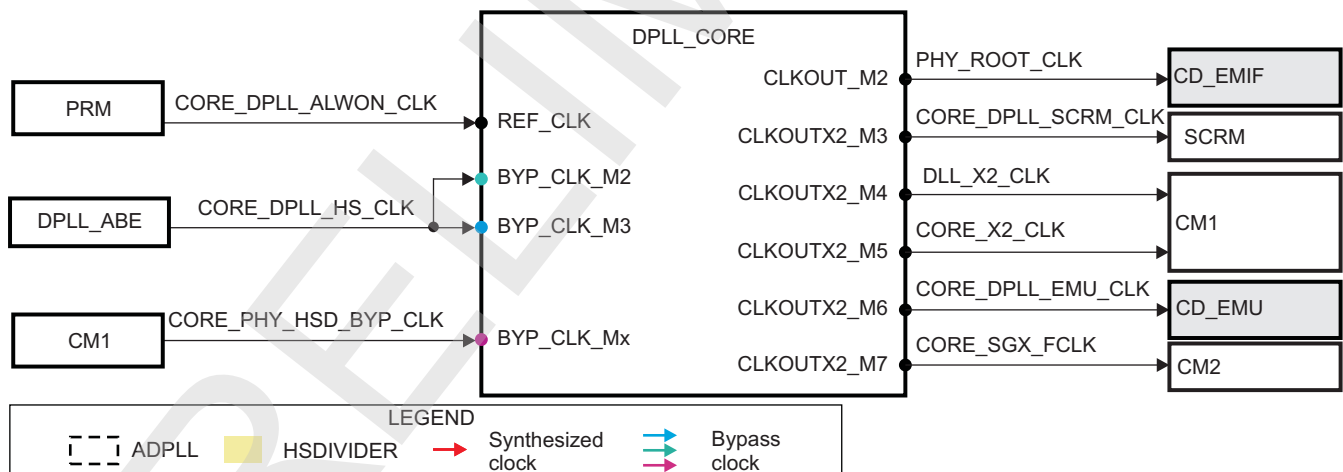 DPLL_CORE
PRM
CORE_DPLL_ALWON_CLK
REF_CLK
DPLL_ABE
CORE_DPLL_HS_CLK
BYP_CLK_M2
BYP_CLK_M3
CM1
CORE_PHY_HSD_BYP_CLK
BYP_CLK_Mx
CLKOUT_M2
PHY_ROOT_CLK
CD_EMIF
CLKOUTX2_M3
CORE_DPLL_SCRM_CLK
SCRM
CLKOUTX2_M4
DLL_X2_CLK
CM1
CLKOUTX2_M5
CORE_X2_CLK
CLKOUTX2_M6
CORE_DPLL_EMU_CLK
CD_EMU
CLKOUTX2_M7
CORE_SGX_FCLK
CM2
LEGEND
ADPLL
HSDIVIDER
Synthesized
clock
Bypass
clock